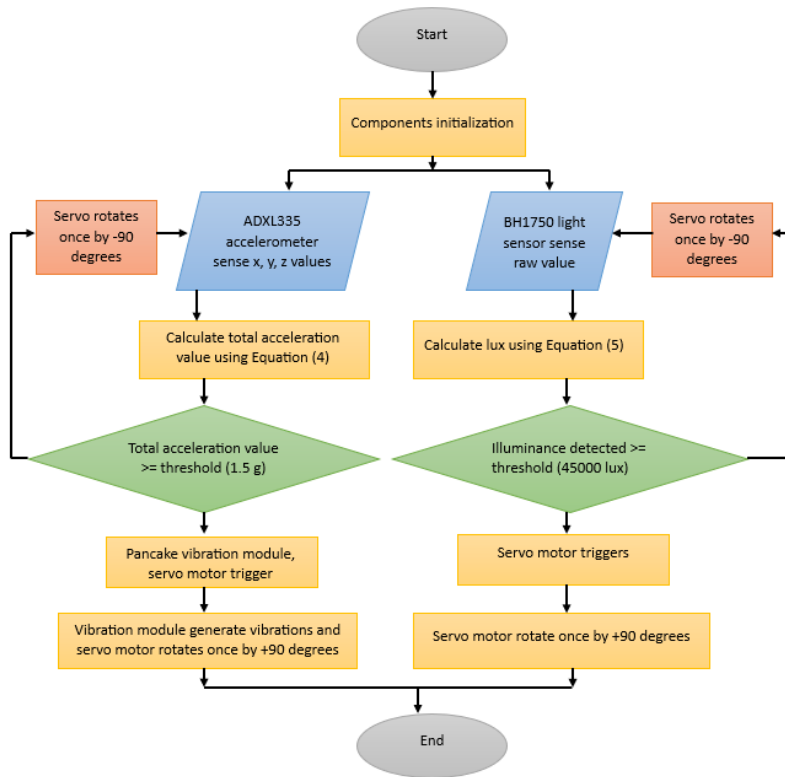 Start
Components initialization
Servo rotates
once by -90
degrees
ADXL335
accelerometer
sense x, y, z values
BH1750 light
sensor sense
raw value
Servo rotates
once by -90
degrees
Calculate total acceleration
value using Equation (4)
Calculate lux using Equation (5)
Total acceleration value
>= threshold (1.5 g)
Illuminance detected >=
threshold (45000 lux)
Pancake vibration module,
servo motor trigger
Servo motor triggers
Vibration module generate vibrations and
servo motor rotates once by +90 degrees
Servo motor rotate once by +90 degrees
End